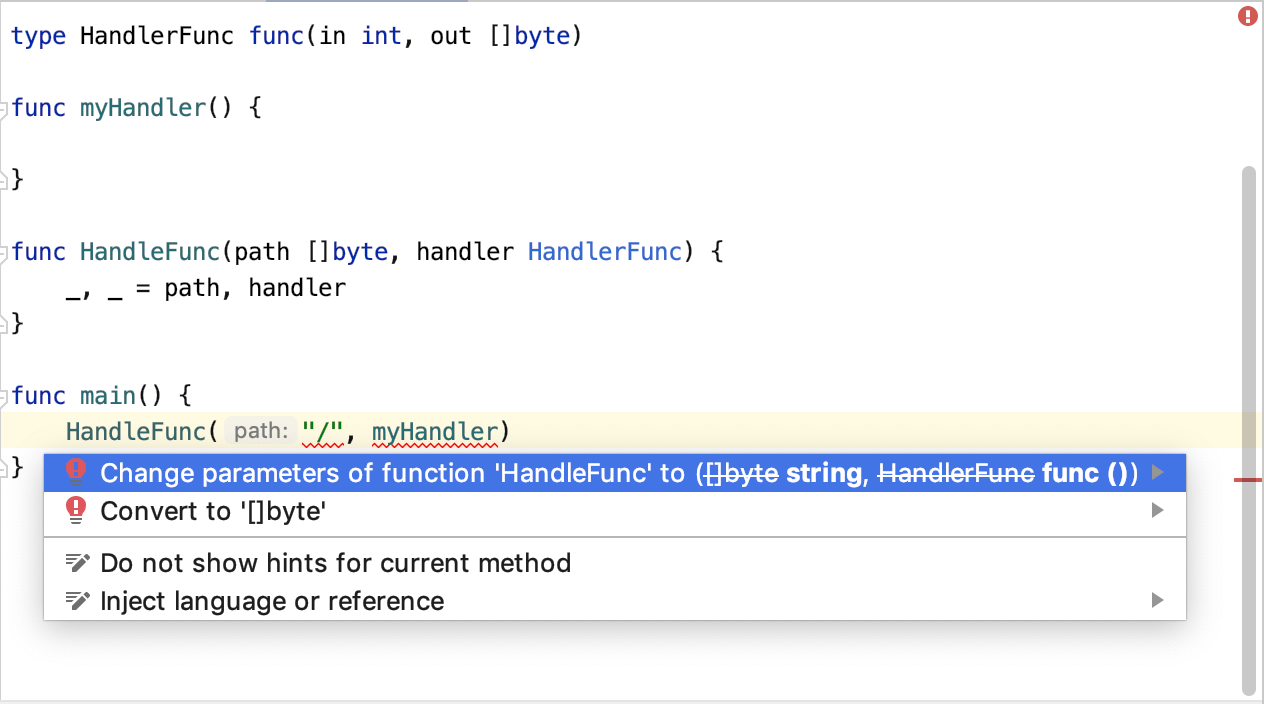 type HandlerFunc func(in int, out []byte)
func myHandler() {
}
func HandleFunc(path []byte, handler HandlerFunc) {
_, _ = path, handler
}
func main() {
HandleFunc( path: "/", myHandler)
}
Change parameters of function 'HandleFunc' to ([]byte string, HandlerFunc func ())
Convert to '[]byte'
Do not show hints for current method
Inject language or reference